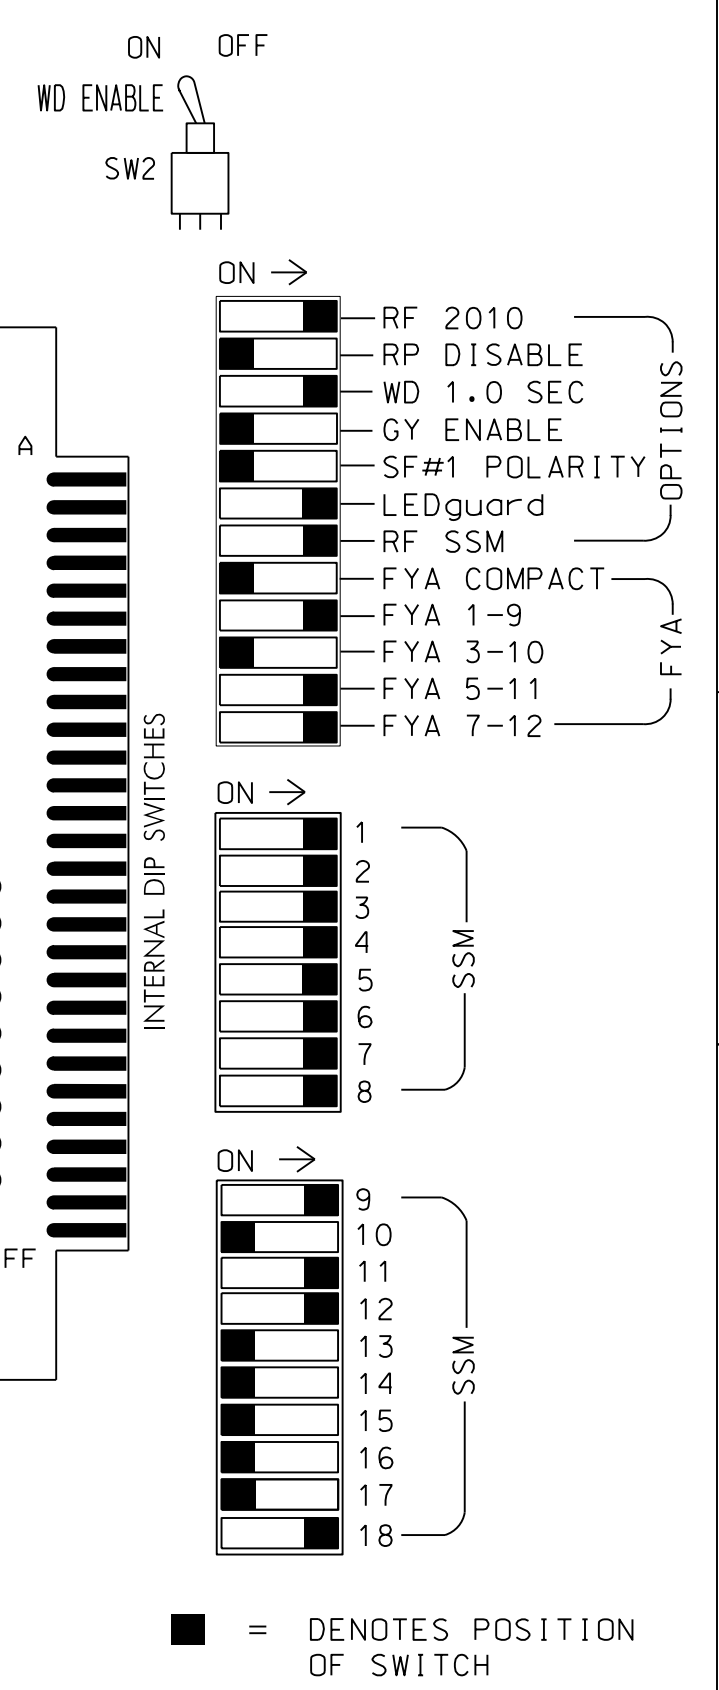 ON OFF
WD ENABLE
SW2
ON
RF 2010
RP DISABLE
WD 1.0 SEC
GY ENABLE
SF#1 POLARITY
LEDguard
RF SSM
OPTIONS
FYA COMPACT
FYA 1-9
FYA 3-10
FYA 5-11
FYA 7-12
FYA
A
FF
INTERNAL DIP SWITCHES
ON
1
2
3
4
5
6
7
8
SSM
ON
9
10
11
12
13
14
15
16
17
18
SSM
= DENOTES POSITION
OF SWITCH